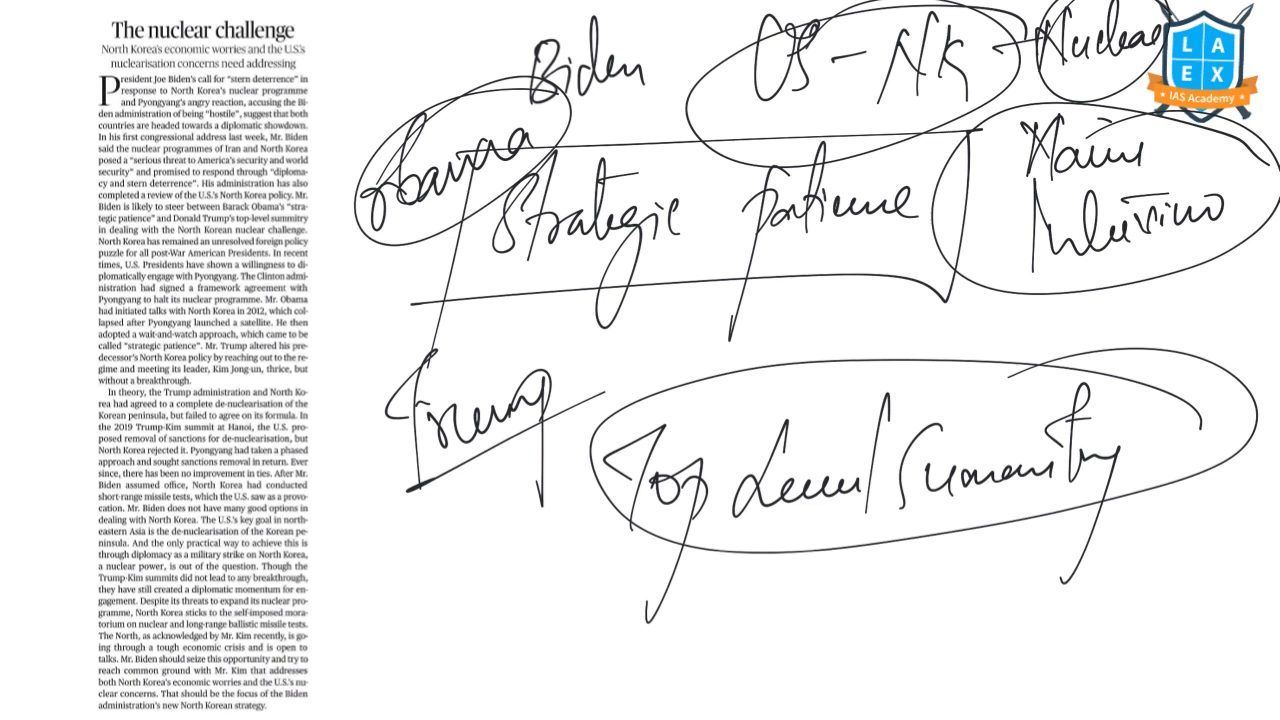 The nuclear challenge
North Korea's economic worries and the U.S.'s
nuclearisation concerns need addressing
President Joe Biden's call for "stern deterrence" in
response to North Korea's nuclear programme
and Pyongyang's angry reaction, accusing the Bi-
den administration of being "hostile", suggest that both
countries are headed towards a diplomatic showdown.
In his first congressional address last week, Mr. Biden
said the nuclear programmes of Iran and North Korea
posed a "serious threat to America's security and world
security" and promised to respond through "diploma-
cy and stern deterrence". His administration has also
completed a review of the U.S.'s North Korea policy. Mr.
Biden is likely to steer between Barack Obama's "stra-
tegic patience" and Donald Trump's top-level summitry
in dealing with the North Korean nuclear challenge.
North Korea has remained an unresolved foreign policy
puzzle for all post-War American Presidents. In recent
times, U.S. Presidents have shown a willingness to di-
plomatically engage with Pyongyang. The Clinton admi-
nistration had signed a framework agreement with
Pyongyang to halt its nuclear programme. Mr. Obama
had initiated talks with North Korea in 2012, which col-
lapsed after Pyongyang launched a satellite. He then
adopted a wait-and-watch approach, which came to be
called "strategic patience". Mr. Trump altered his pre-
decessor's North Korea policy by reaching out to the re-
gime and meeting its leader, Kim Jong-un, thrice, but
without a breakthrough.
In theory, the Trump administration and North Ko-
rea had agreed to a complete de-nuclearisation of the
Korean peninsula, but failed to agree on its formula. In
the 2019 Trump-Kim summit at Hanoi, the U.S. pro-
posed removal of sanctions for de-nuclearisation, but
North Korea rejected it. Pyongyang had taken a phased
approach and sought sanctions removal in return. Ever
since, there has been no improvement in ties. After Mr.
Biden assumed office, North Korea had conducted
short-range missile tests, which the U.S. saw as a provo-
cation. Mr. Biden does not have many good options in
dealing with North Korea. The U.S.'s key goal in north-
eastern Asia is the de-nuclearisation of the Korean pe-
ninsula. And the only practical way to achieve this is
through diplomacy as a military strike on North Korea,
a nuclear power, is out of the question. Though the
Trump-Kim summits did not lead to any breakthrough,
they have still created a diplomatic momentum for en-
gagement. Despite its threats to expand its nuclear pro-
gramme, North Korea sticks to the self-imposed mora-
torium on nuclear and long-range ballistic missile tests.
The North, as acknowledged by Mr. Kim recently, is go-
ing through a tough economic crisis and is open to
talks. Mr. Biden should seize this opportunity and try to
reach common ground with Mr. Kim that addresses
both North Korea's economic worries and the U.S.'s nu-
clear concerns. That should be the focus of the Biden
administration's new North Korean strategy.
Biden US - NK - Nuclear
Obama
Strategic patience
Trump
Top Level Summitry
L A
E X
IAS Academy